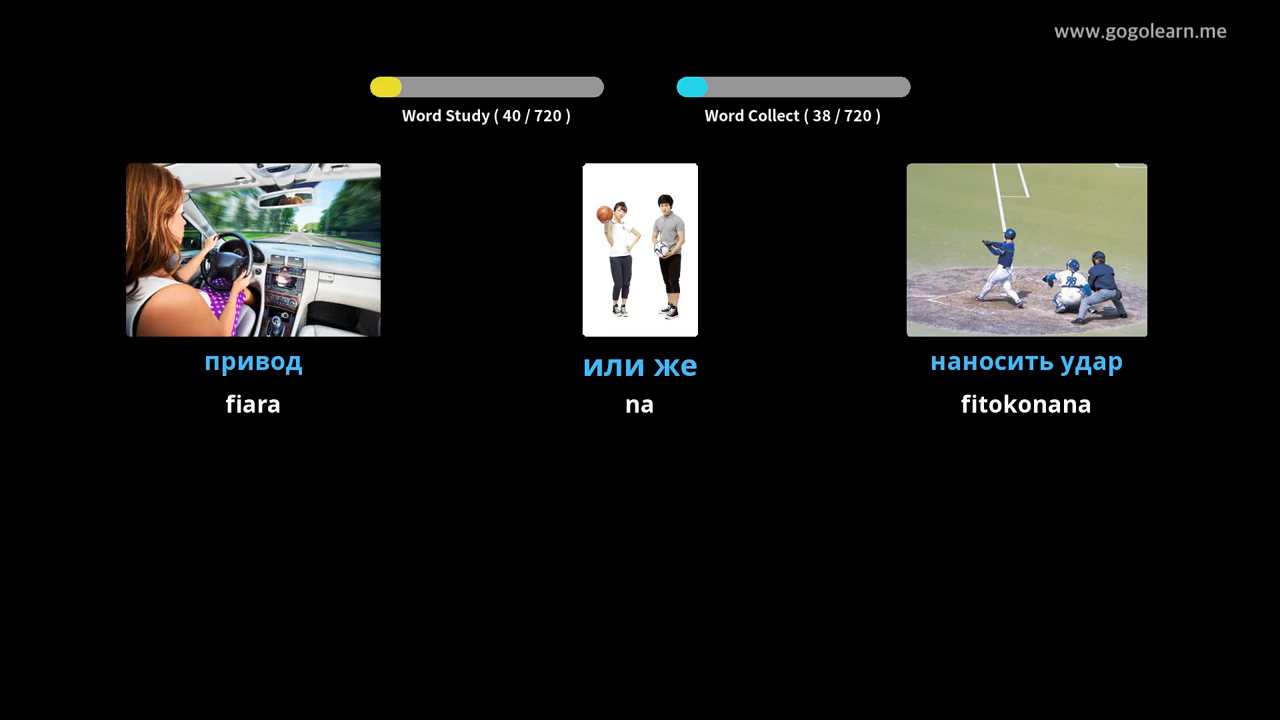 www.gogolearn.me
Word Study ( 40 / 720 )
Word Collect ( 38 / 720 )
привод
fiara
или же
na
наносить удар
fitokonana